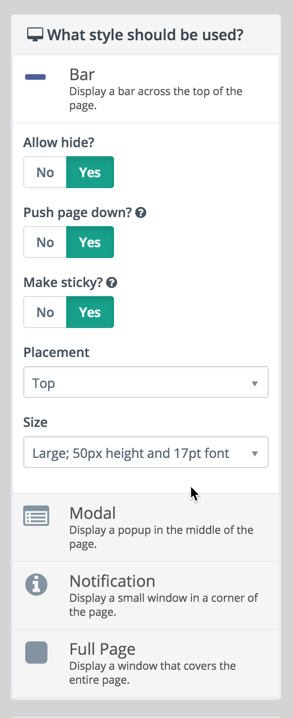 What style should be used?
Bar
Display a bar across the top of the
page.
Allow hide?
No Yes
Push page down?
No Yes
Make sticky?
No Yes
Placement
Top
Size
Large; 50px height and 17pt font
Modal
Display a popup in the middle of the
page.
Notification
Display a small window in a corner of
the page.
Full Page
Display a window that covers the
entire page.